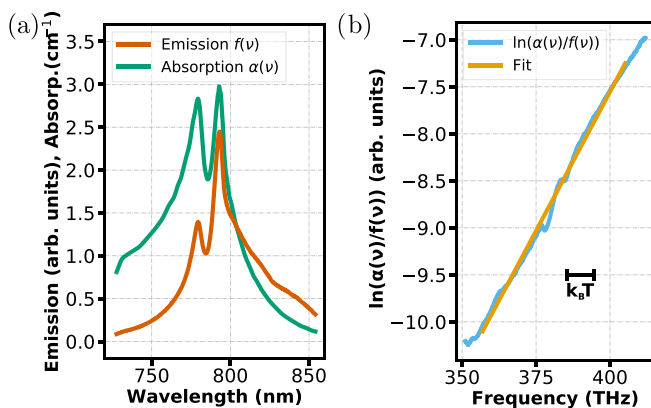 (a)
Emission (arb. units), Absorp.(cm⁻¹)
3.5
3.0
2.5
2.0
1.5
1.0
0.5
0.0
Emission f(ν)
Absorption α(ν)
750
800
850
Wavelength (nm)
(b)
ln(α(ν)/f(ν)) (arb. units)
−7.0
−7.5
−8.0
−8.5
−9.0
−9.5
−10.0
ln(α(ν)/f(ν))
Fit
k_BT
350
375
400
Frequency (THz)